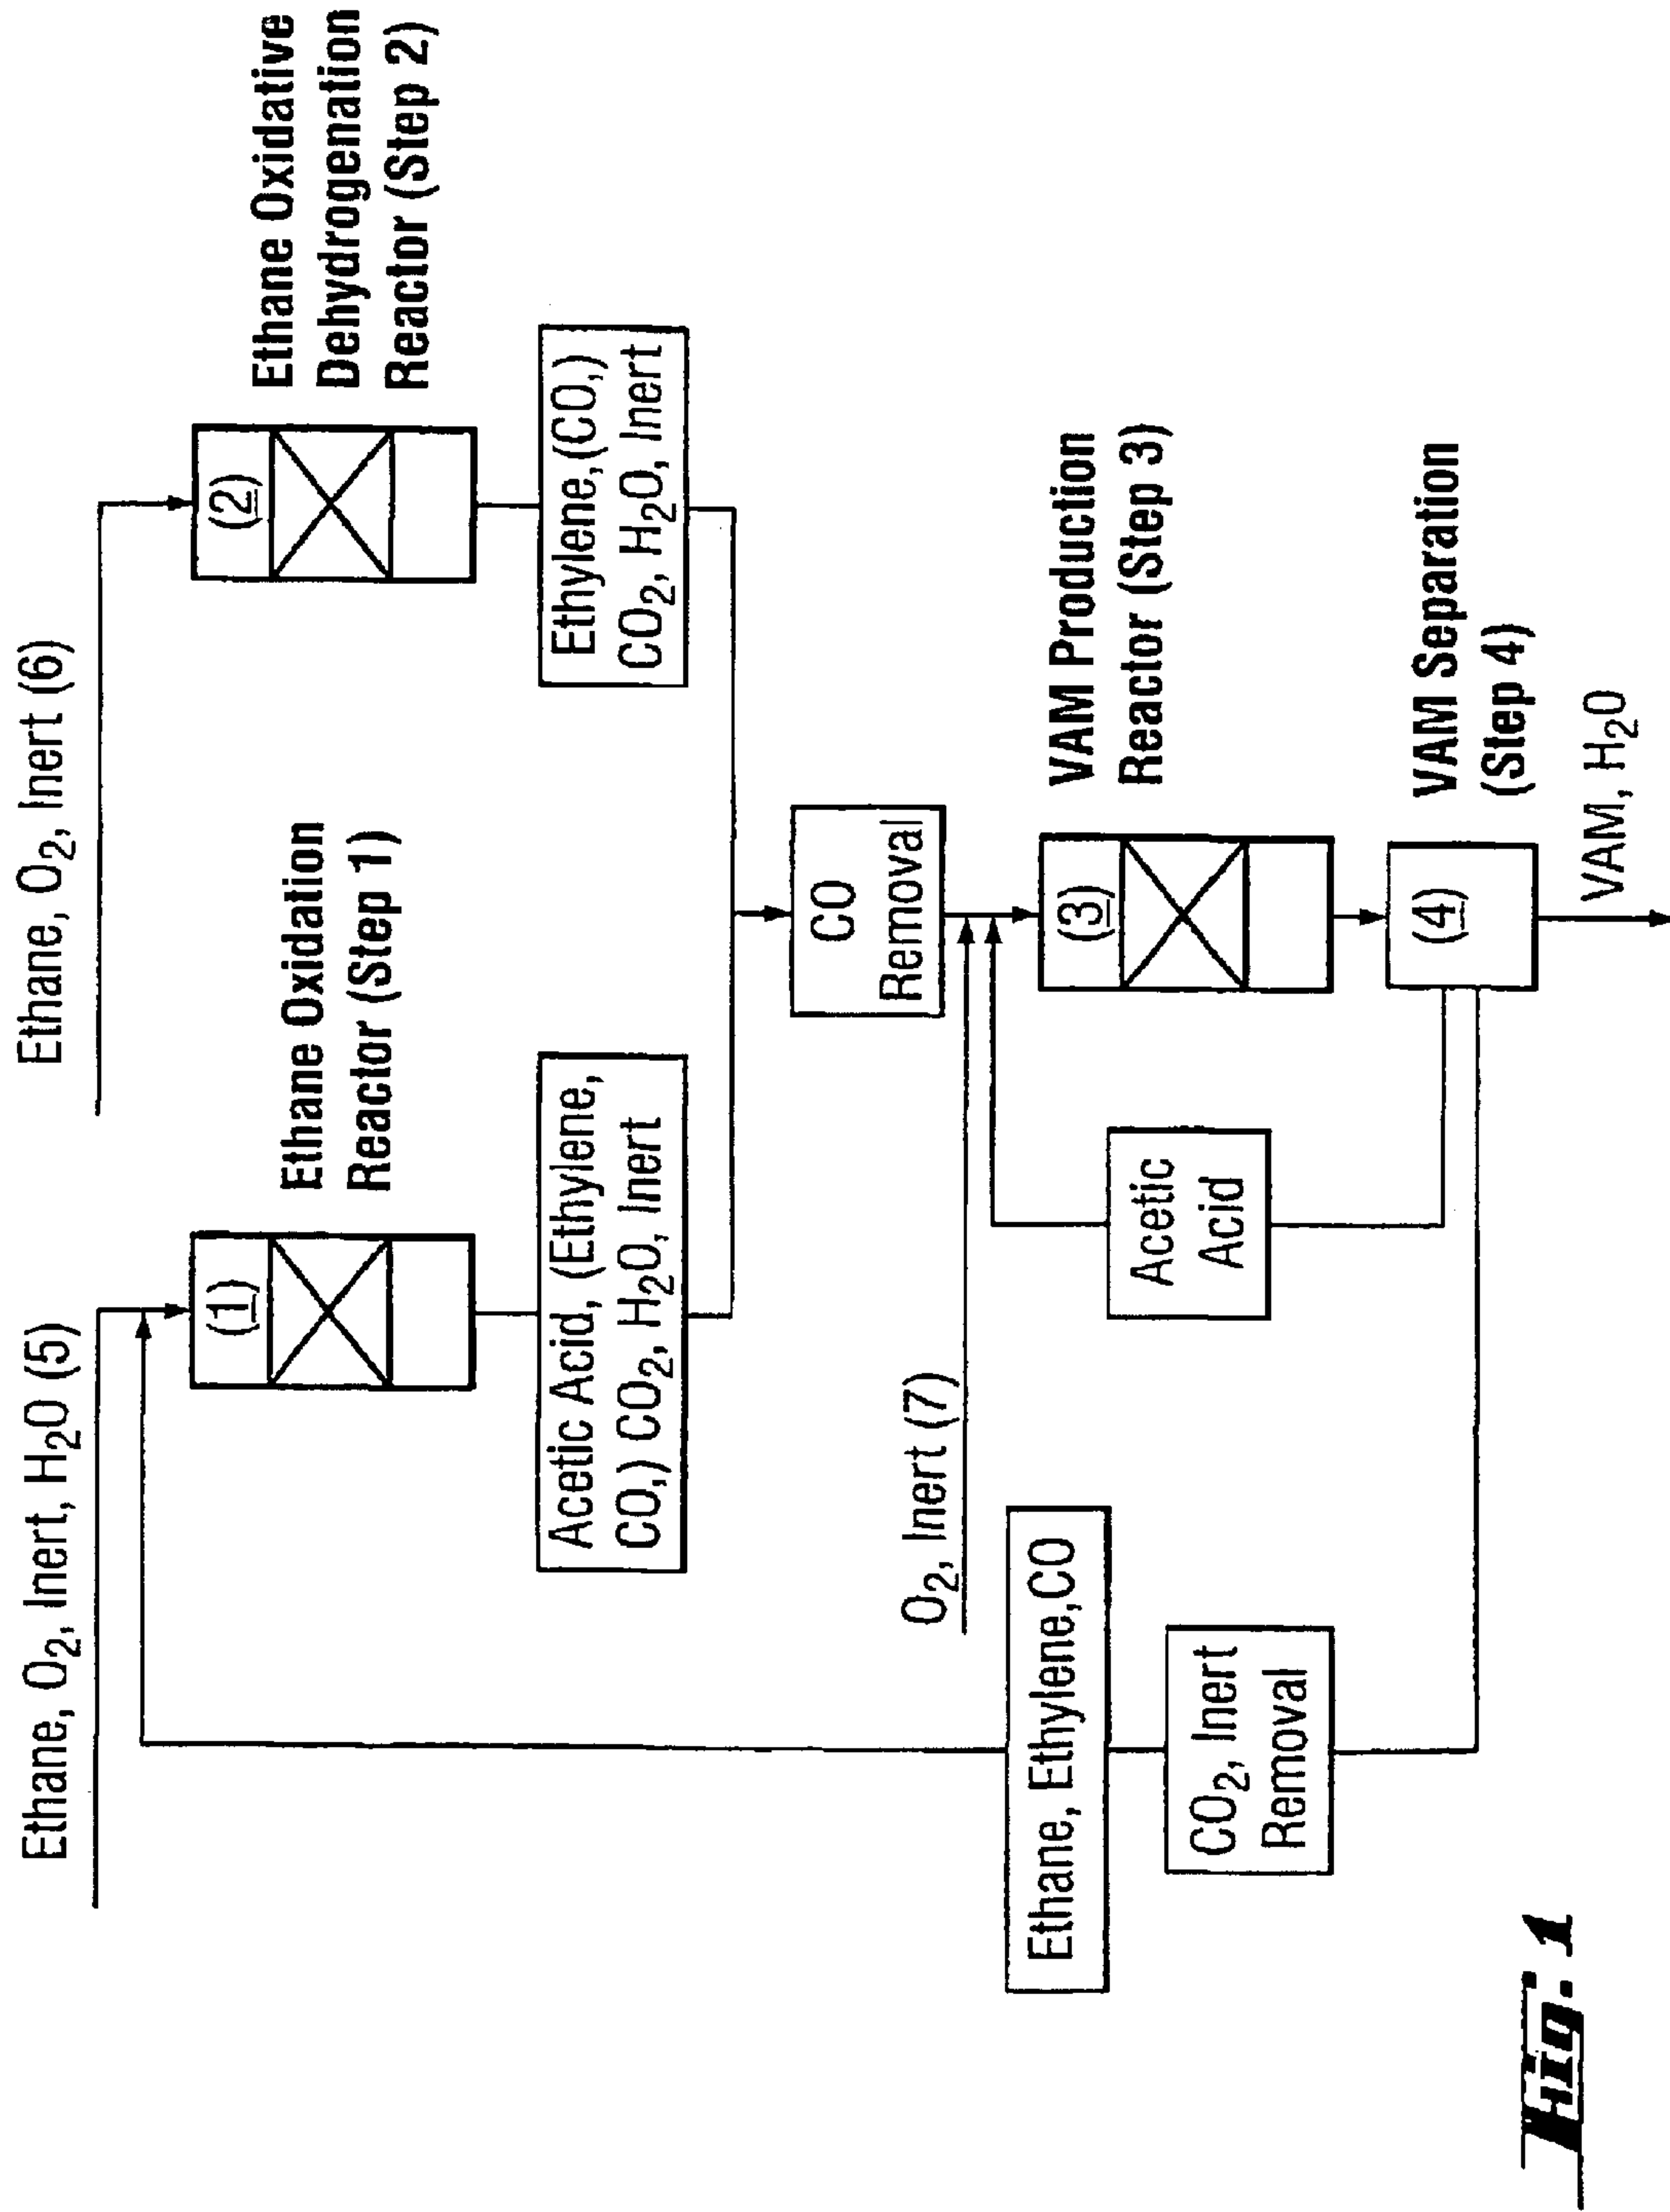 Ethane, O₂, Inert, H₂O (5)
Ethane, O₂, Inert (6)
(1)
Ethane Oxidation
Reactor (Step 1)
(2)
Ethane Oxidative
Dehydrogenation
Reactor (Step 2)
Acetic Acid, (Ethylene,
CO,) CO₂, H₂O, Inert
Ethylene,(CO,)
CO₂, H₂O, Inert
CO
Removal
O₂, Inert (7)
Ethane, Ethylene,CO
CO₂, Inert
Removal
Acetic
Acid
(3)
VAM Production
Reactor (Step 3)
(4)
VAM Separation
(Step 4)
VAM, H₂O
Fig. 1